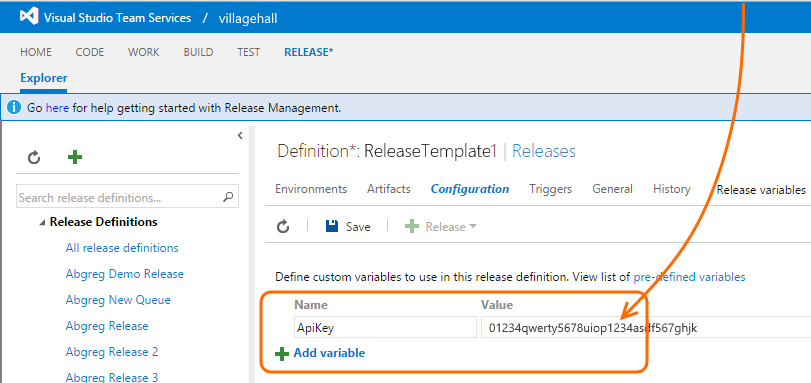 Visual Studio Team Services / villagehall
HOME CODE WORK BUILD TEST RELEASE*
Explorer
Go here for help getting started with Release Management.
Definition*: ReleaseTemplate1 | Releases
Environments Artifacts Configuration Triggers General History Release variables
Search release definitions...
Save Release
Release Definitions
All release definitions
Abgreg Demo Release
Abgreg New Queue
Abgreg Release
Abgreg Release 2
Abgreg Release 3
Define custom variables to use in this release definition. View list of pre-defined variables
Name Value
ApiKey 01234qwerty5678uiop1234asdf567ghjk
Add variable